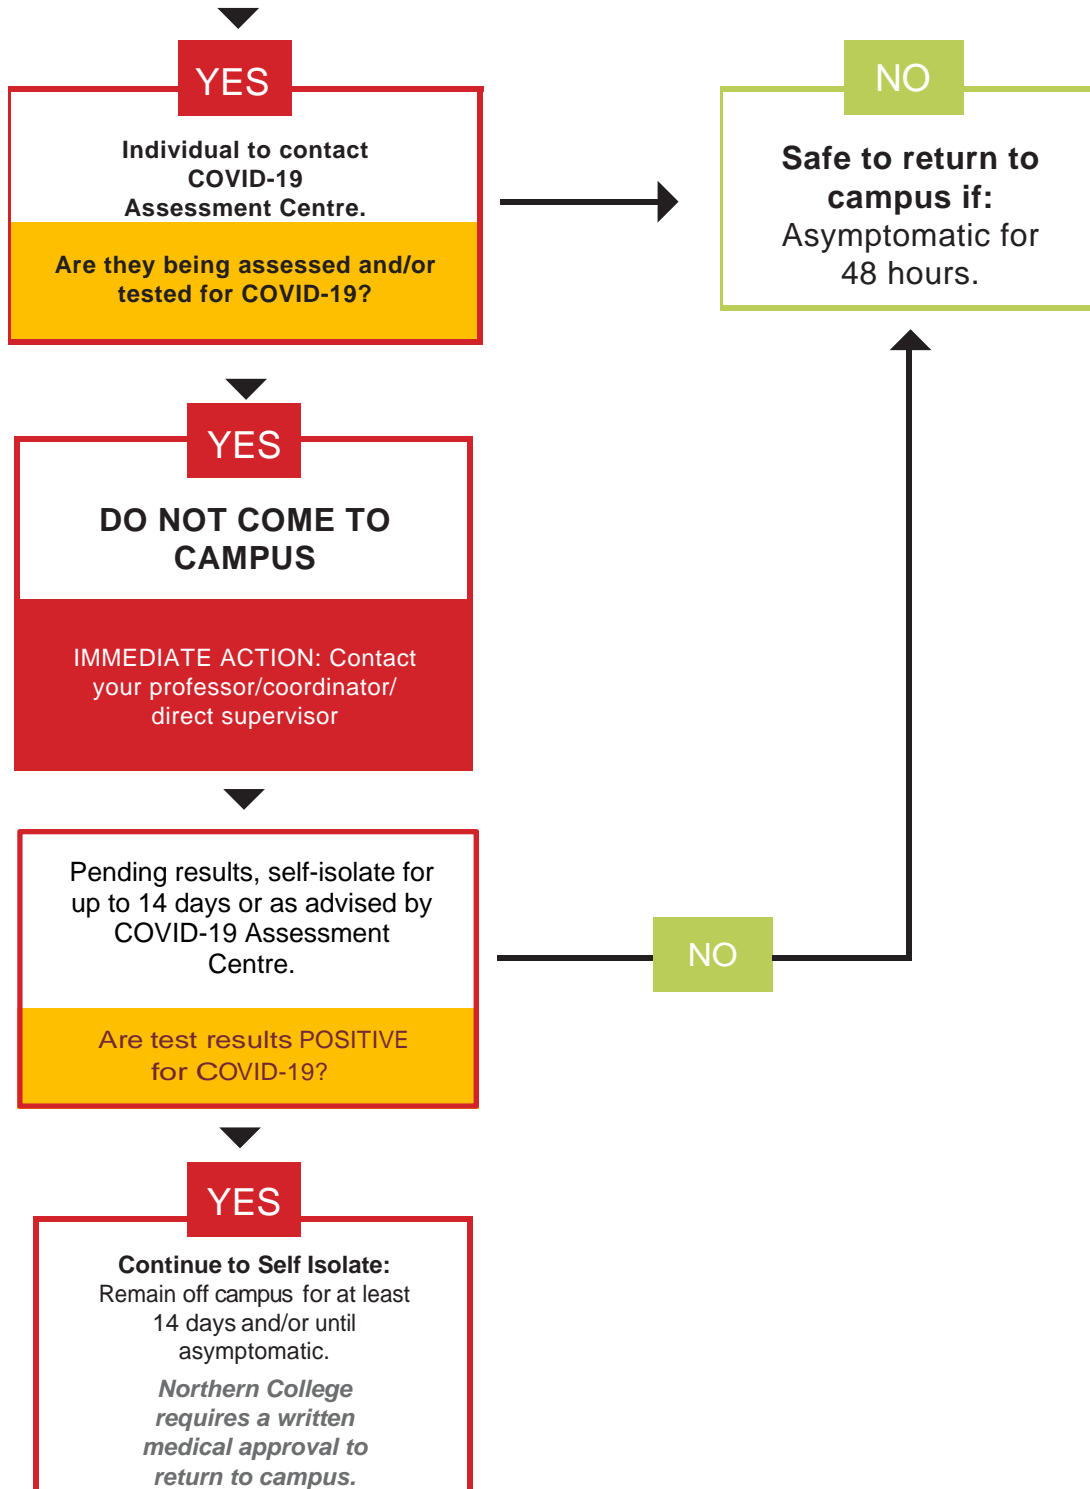 YES
Individual to contact
COVID-19
Assessment Centre.
Are they being assessed and/or
tested for COVID-19?
NO
Safe to return to
campus if:
Asymptomatic for
48 hours.
YES
DO NOT COME TO
CAMPUS
IMMEDIATE ACTION: Contact
your professor/coordinator/
direct supervisor
Pending results, self-isolate for
up to 14 days or as advised by
COVID-19 Assessment
Centre.
Are test results POSITIVE
for COVID-19?
NO
YES
Continue to Self Isolate:
Remain off campus for at least
14 days and/or until
asymptomatic.
Northern College
requires a written
medical approval to
return to campus.